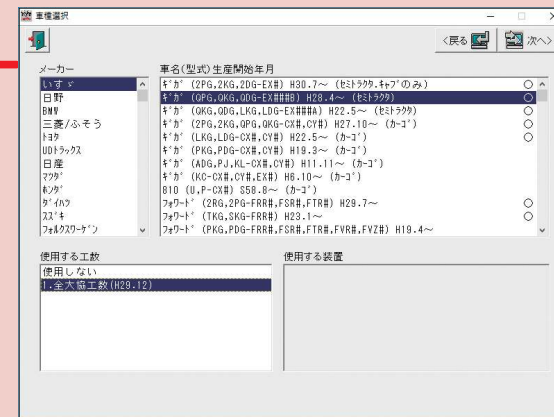 車種選択
<戻る 次へ>
メーカー
いすゞ
日野
BMW
三菱/ふそう
トヨタ
UDトラックス
日産
マツダ
ホンダ
ダイハツ
スズキ
フォルクスワーゲン
車名(型式)生産開始年月
ギガ (2PG,2KG,2DG-EX#) H30.7~ (セミトラクタ.キャブのみ) ○
ギガ (QPG,QKG,QDG-EX###B) H28.4~ (セミトラクタ) ○
ギガ (QKG,QDG,LKG,LDG-EX###A) H22.5~ (セミトラクタ) ○
ギガ (2PG,2KG,QPG,QKG-CX#,CY#) H27.10~ (カーゴ) ○
ギガ (LKG,LDG-CX#,CY#) H22.5~ (カーゴ) ○
ギガ (PKG,PDG-CX#,CY#) H19.3~ (カーゴ)
ギガ (ADG,PJ,KL-CX#,CY#) H11.11~ (カーゴ)
ギガ (KC-CX#,CY#,EX#) H6.10~ (カーゴ)
810 (U,P-CX#) S58.8~ (カーゴ)
フォワード (2RG,2PG-FRR#,FSR#,FTR#) H29.7~ ○
フォワード (TKG,SKG-FRR#) H23.1~ ○
フォワード (PKG,PDG-FRR#,FSR#,FTR#,FVR#,FVZ#) H19.4~
使用する工数
使用しない
1.全大協工数(H29.12)
使用する装置